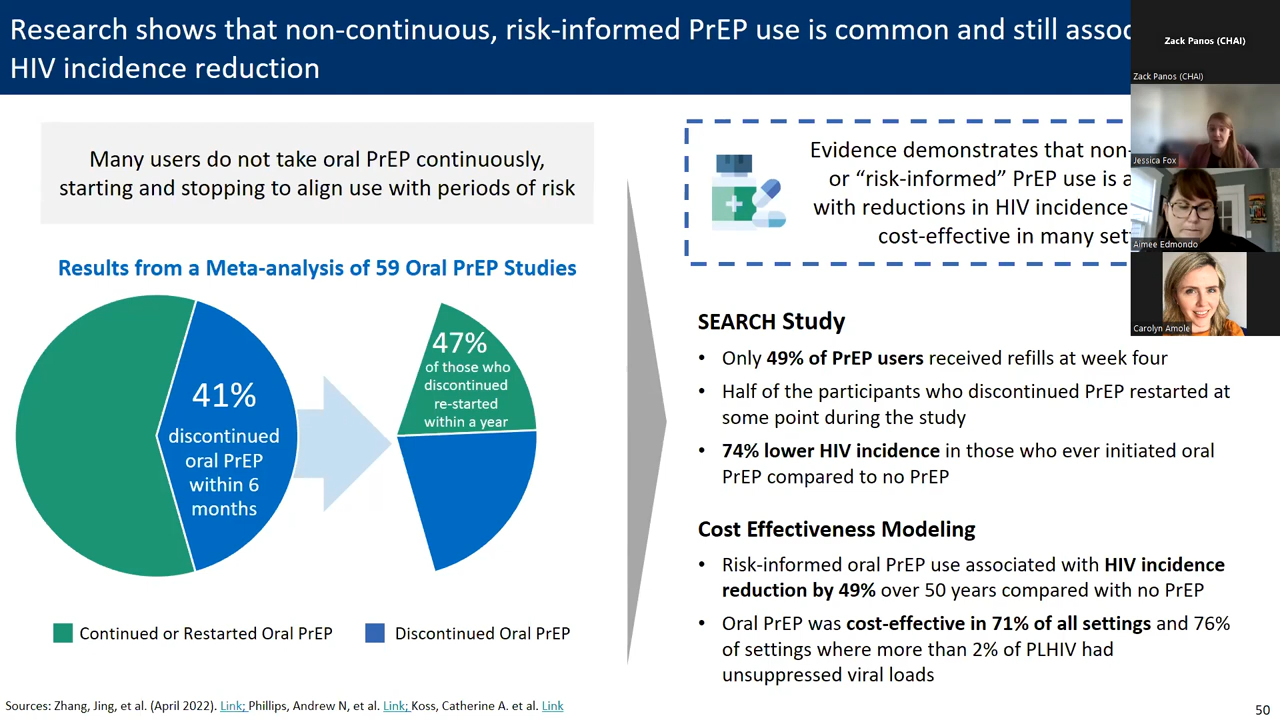 Research shows that non-continuous, risk-informed PrEP use is common and still
HIV incidence reduction
Many users do not take oral PrEP continuously,
starting and stopping to align use with periods of risk
Results from a Meta-analysis of 59 Oral PrEP Studies
41%
discontinued
oral PrEP
within 6
months
47%
of those who
discontinued
re-started
within a year
Continued or Restarted Oral PrEP
Discontinued Oral PrEP
Evidence demonstrates that
or “risk-informed” PrEP use is
with reductions in HIV incidence
cost-effective in many
SEARCH Study
• Only 49% of PrEP users received refills at week four
• Half of the participants who discontinued PrEP restarted at
some point during the study
• 74% lower HIV incidence in those who ever initiated oral
PrEP compared to no PrEP
Cost Effectiveness Modeling
• Risk-informed oral PrEP use associated with HIV incidence
reduction by 49% over 50 years compared with no PrEP
• Oral PrEP was cost-effective in 71% of all settings and 76%
of settings where more than 2% of PLHIV had
unsuppressed viral loads
Sources: Zhang, Jing, et al. (April 2022). Link; Phillips, Andrew N, et al. Link; Koss, Catherine A. et al. Link
50
Zack Panos (CHAI)
Zack Panos (CHAI)
Jessica Fox
Aimee Edmondo
Carolyn Amole